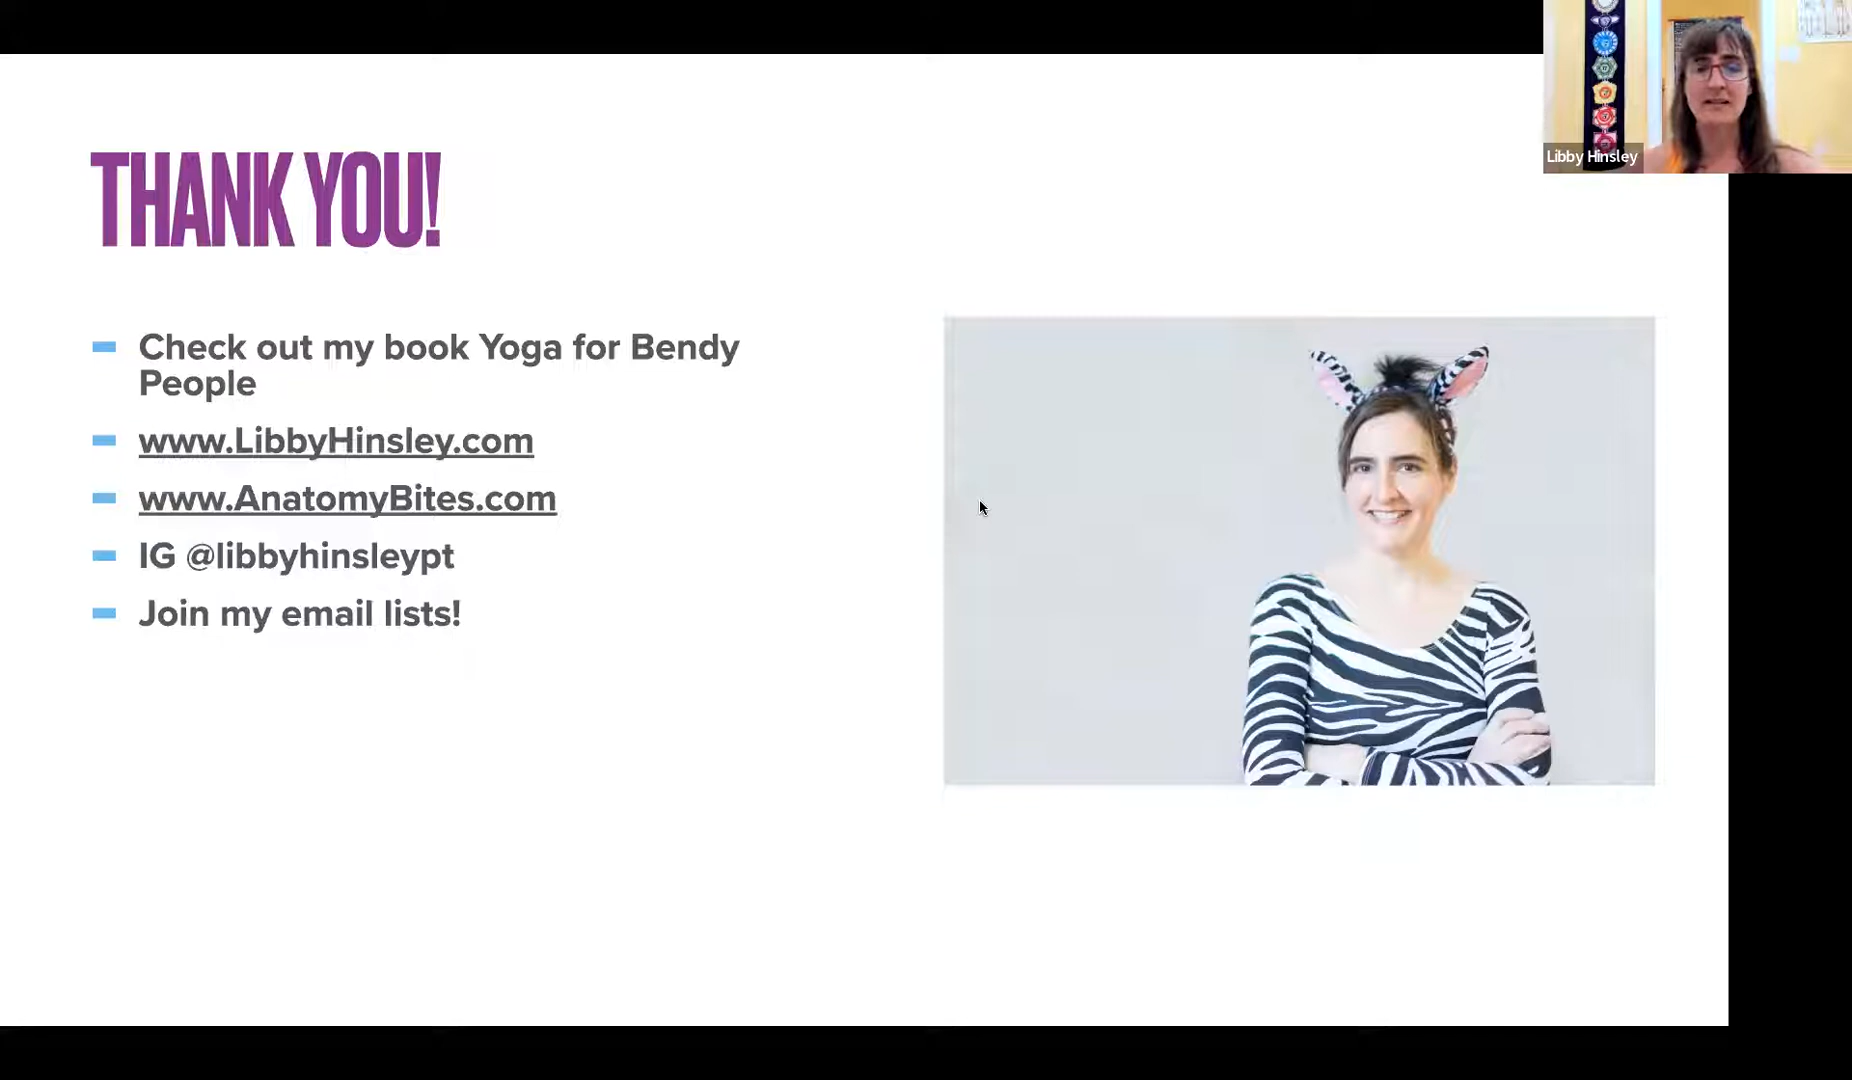 Libby Hinsley
THANK YOU!
Check out my book Yoga for Bendy
People
www.LibbyHinsley.com
www.AnatomyBites.com
IG @libbyhinsleypt
Join my email lists!